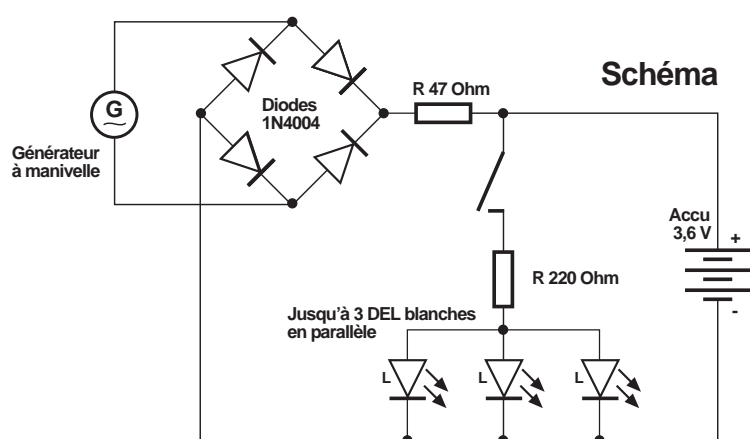 Schéma
R 47 Ohm
Diodes
1N4004
G
~
Générateur
à manivelle
Accu
3,6 V
+
-
R 220 Ohm
Jusqu'à 3 DEL blanches
en parallèle
L
L
L